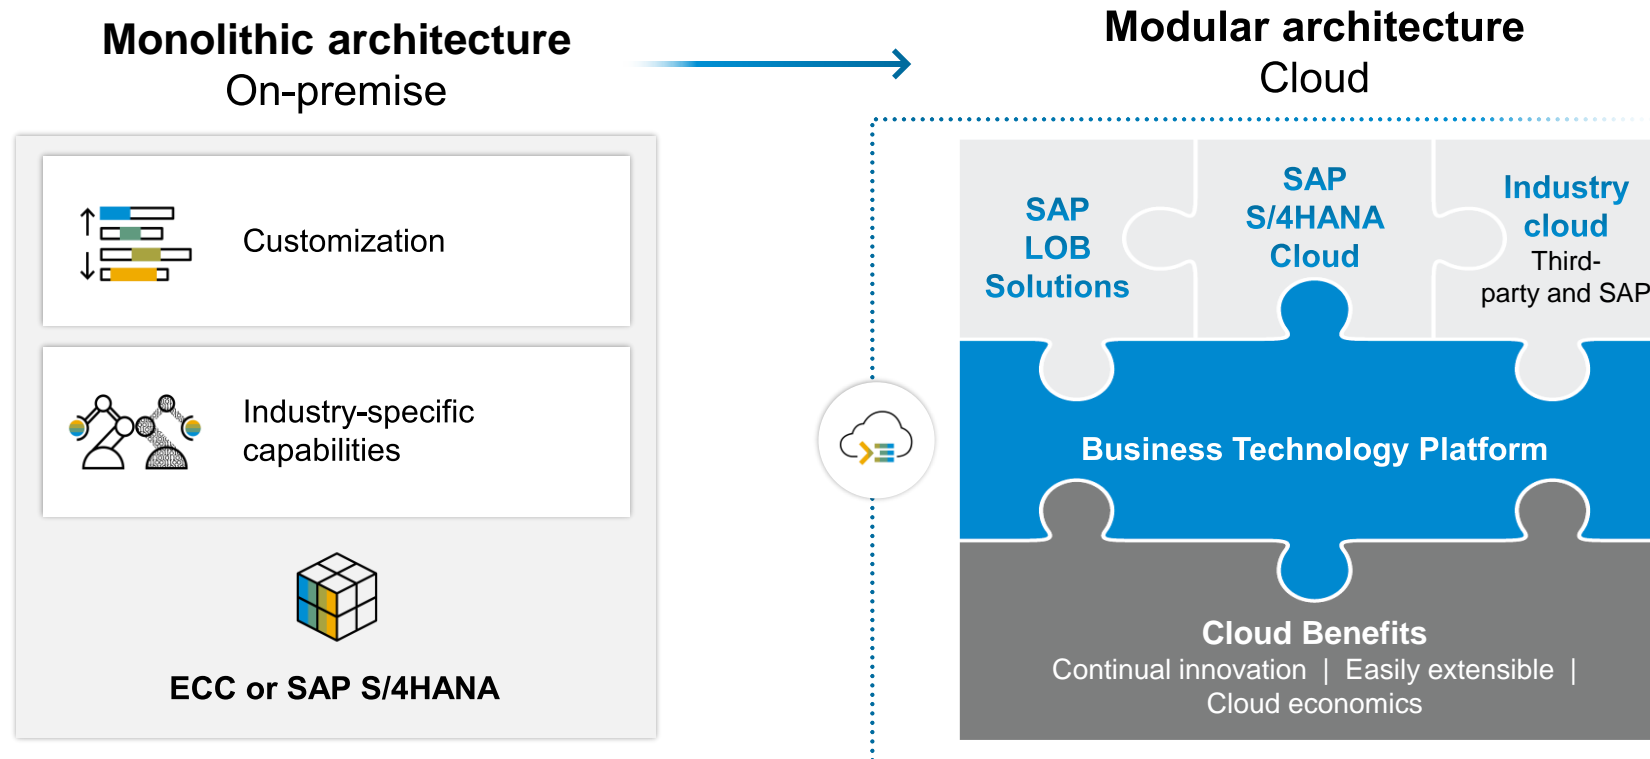 Monolithic architecture
On-premise
Customization
Industry-specific
capabilities
ECC or SAP S/4HANA
Modular architecture
Cloud
SAP
LOB
Solutions
SAP
S/4HANA
Cloud
Industry
cloud
Third-
party and SAP
Business Technology Platform
Cloud Benefits
Continual innovation | Easily extensible |
Cloud economics